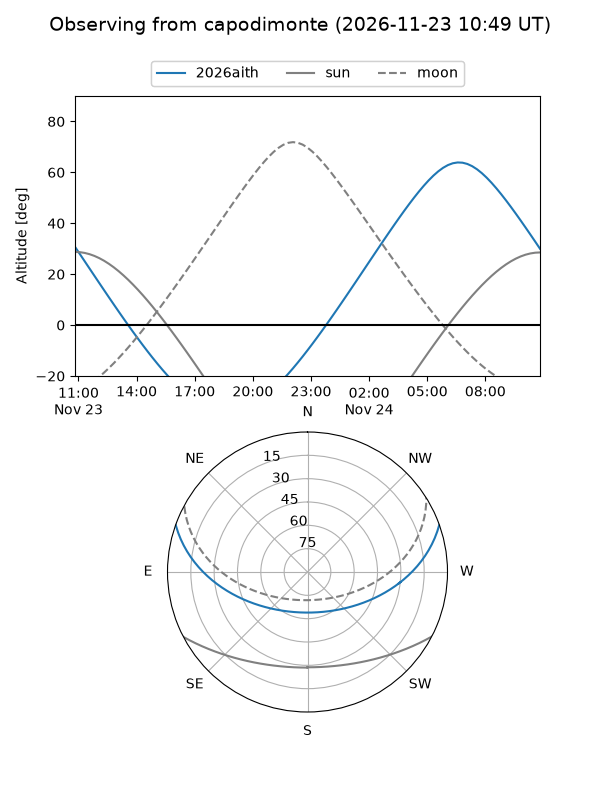 Observing from capodimonte (2026-11-23 10:49 UT)
2026aith sun moon
Altitude [deg]
80
60
40
20
0
−20
11:00 14:00 17:00 20:00 23:00 02:00 05:00 08:00
Nov 23 Nov 24
N
NE NW
15
30
45
60
75
E W
SE SW
S